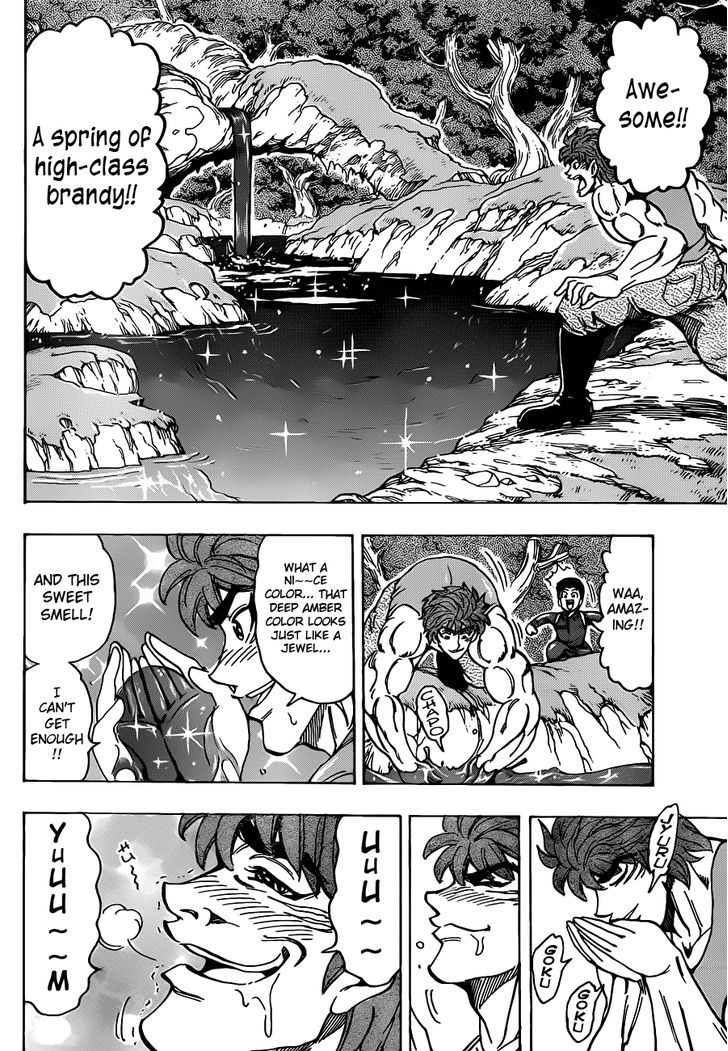 Awe-
some!!
A spring of
high-class
brandy!!
WAA,
AMAZ-
ING!!
CHAPO
WHAT A
NI~~CE
COLOR... THAT
DEEP AMBER
COLOR LOOKS
JUST LIKE A
JEWEL...
AND THIS
SWEET
SMELL!
I
CAN'T
GET
ENOUGH
!!
JYURU
GOKU
GOKU
UUU~~
YUUU~~M